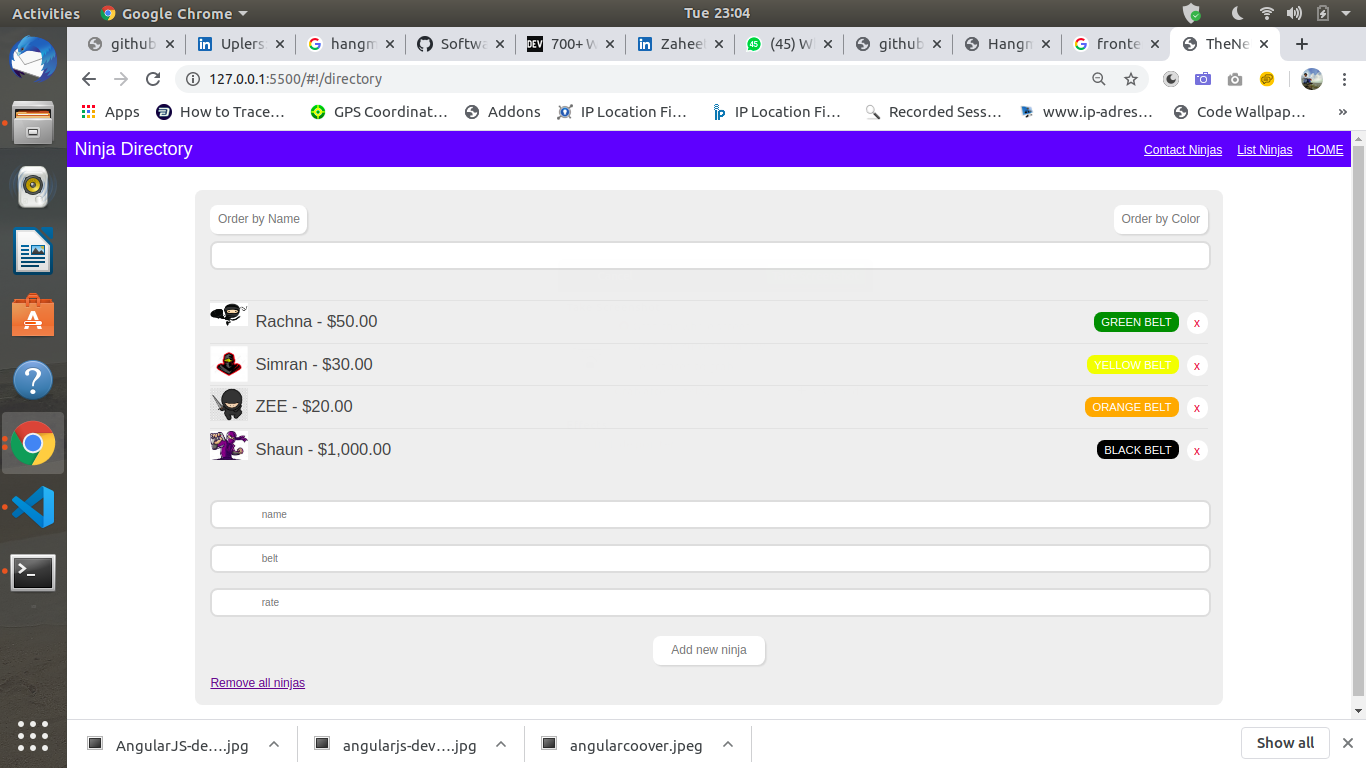 Activities Google Chrome Tue 23:04
github Uplers hangm Softwa 700+ W Zaheel (45) W github Hangn fronte TheNe
127.0.0.1:5500/#!/directory
Apps How to Trace… GPS Coordinat… Addons IP Location Fi… IP Location Fi… Recorded Sess… www.ip-adres… Code Wallpap… »
Ninja Directory Contact Ninjas List Ninjas HOME
Order by Name Order by Color
Rachna - $50.00 GREEN BELT x
Simran - $30.00 YELLOW BELT x
ZEE - $20.00 ORANGE BELT x
Shaun - $1,000.00 BLACK BELT x
name
belt
rate
Add new ninja
Remove all ninjas
AngularJS-de….jpg angularjs-dev….jpg angularcoover.jpeg Show all